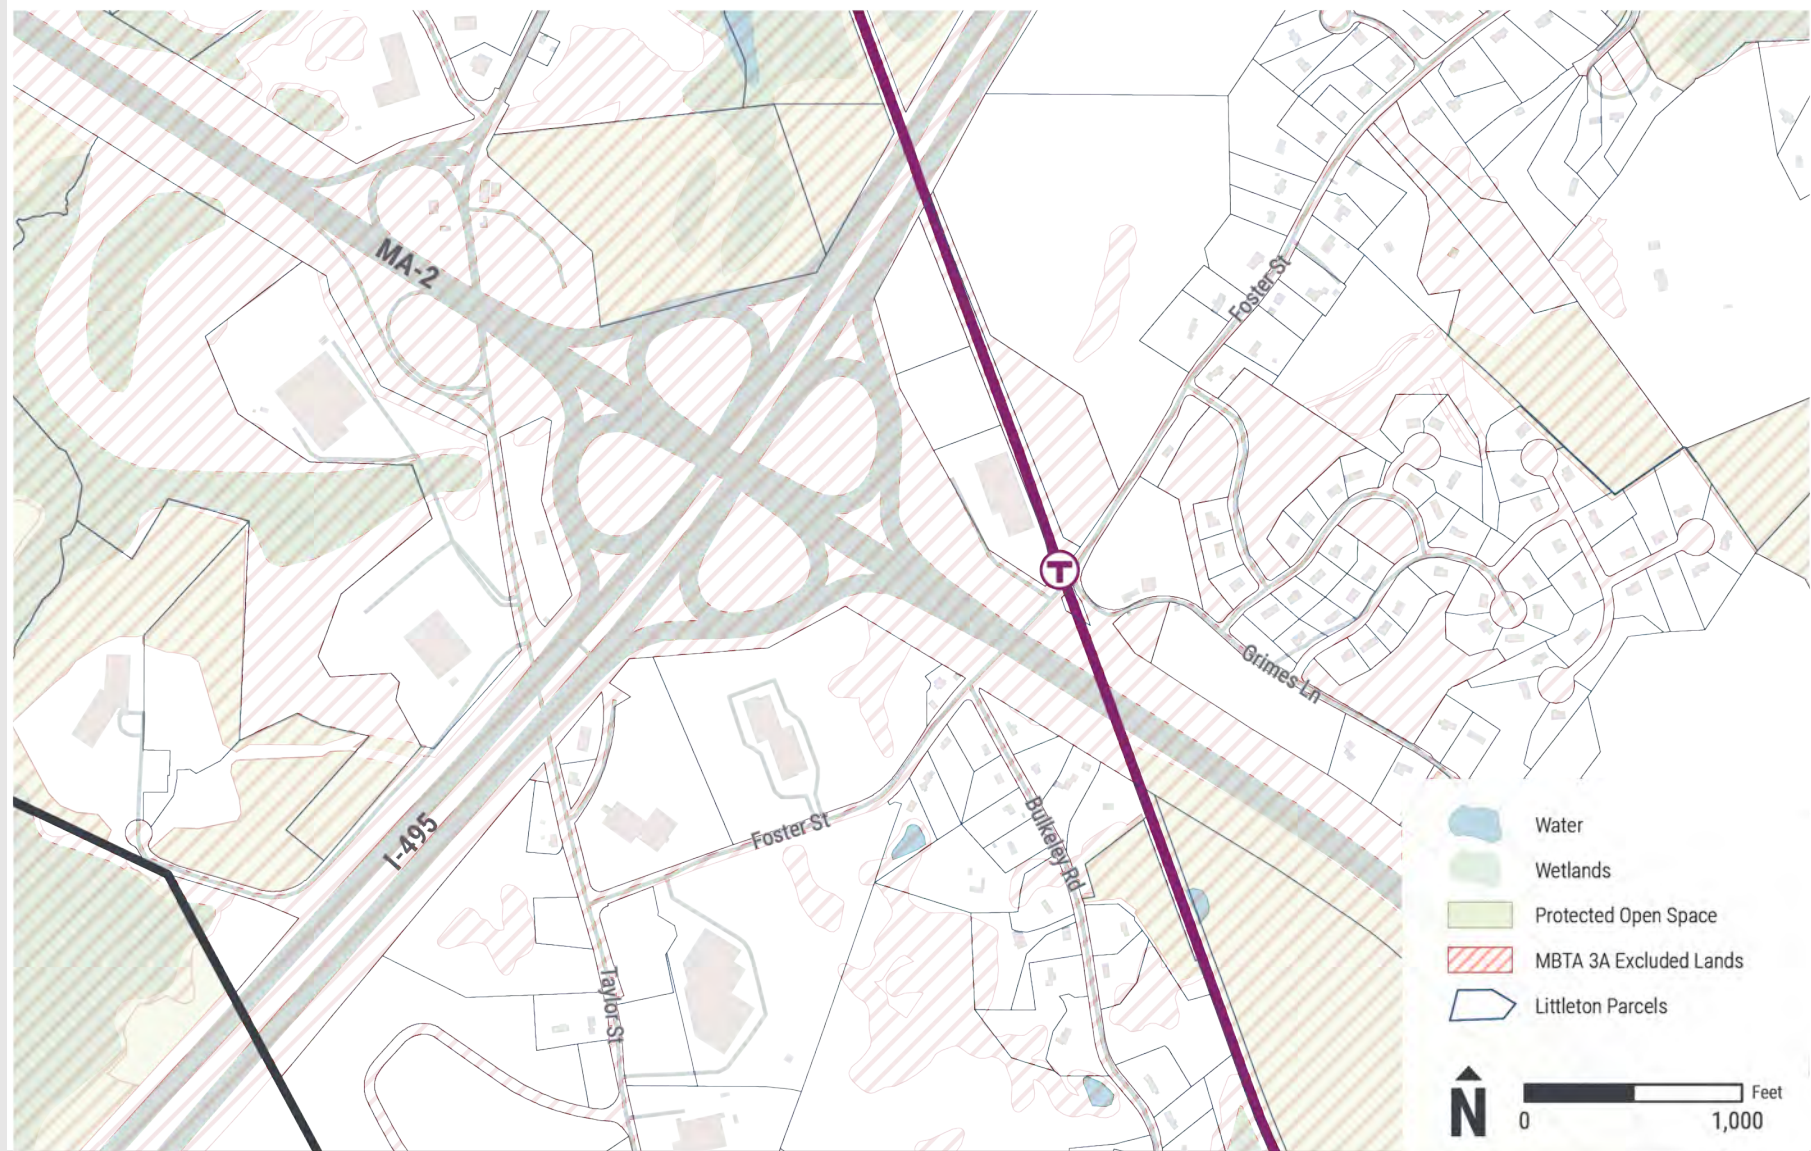 MA-2
Foster St
T
Grimes Ln
I-495
Foster St
Bulkeley Rd
Taylor St
Water
Wetlands
Protected Open Space
MBTA 3A Excluded Lands
Littleton Parcels
N
Feet
0 1,000